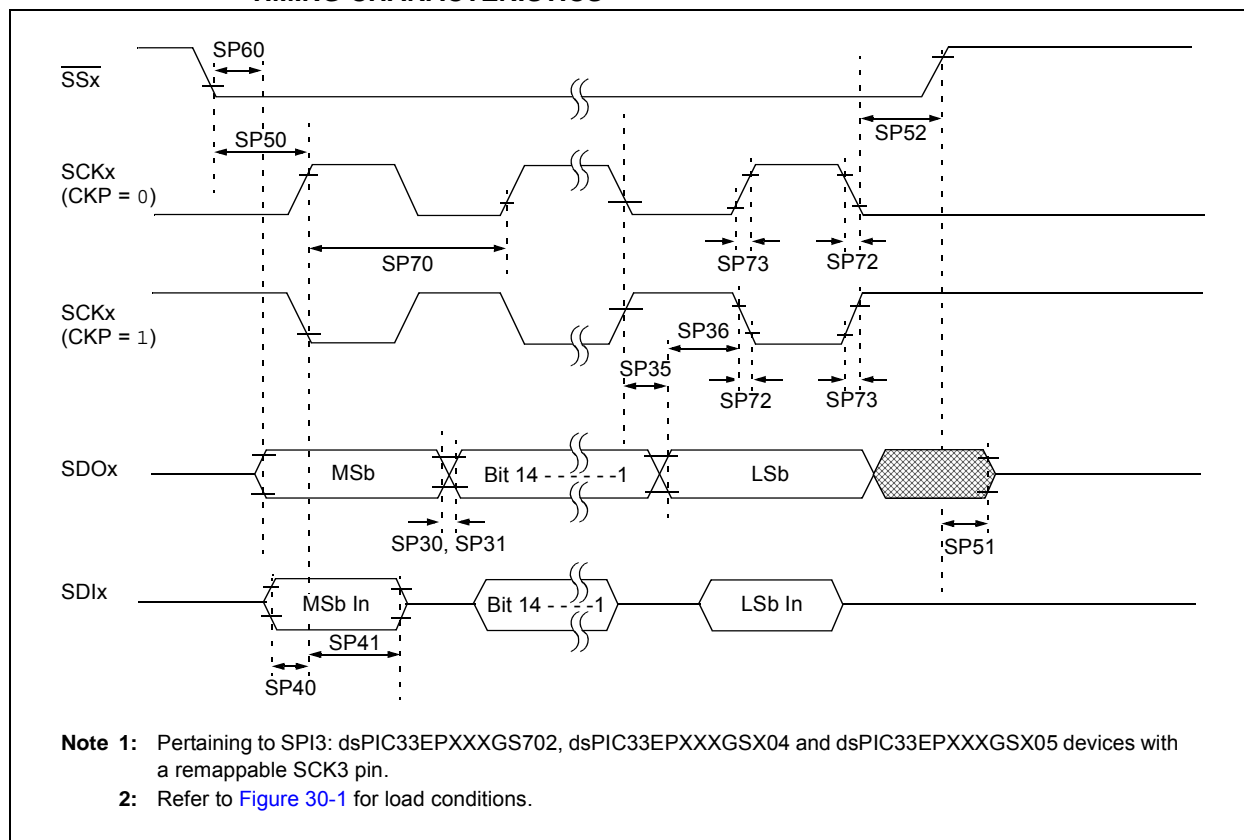 TIMING CHARACTERISTICS
SP60
SSx
SP50
SP52
SCKx
(CKP = 0)
SP70
SP73
SP72
SCKx
(CKP = 1)
SP36
SP35
SP72
SP73
SDOx
MSb
Bit 14 - - - - - -1
LSb
SP30, SP31
SP51
SDIx
MSb In
Bit 14 - - - -1
LSb In
SP41
SP40
Note 1: Pertaining to SPI3: dsPIC33EPXXXGS702, dsPIC33EPXXXGSX04 and dsPIC33EPXXXGSX05 devices with
a remappable SCK3 pin.
2: Refer to Figure 30-1 for load conditions.